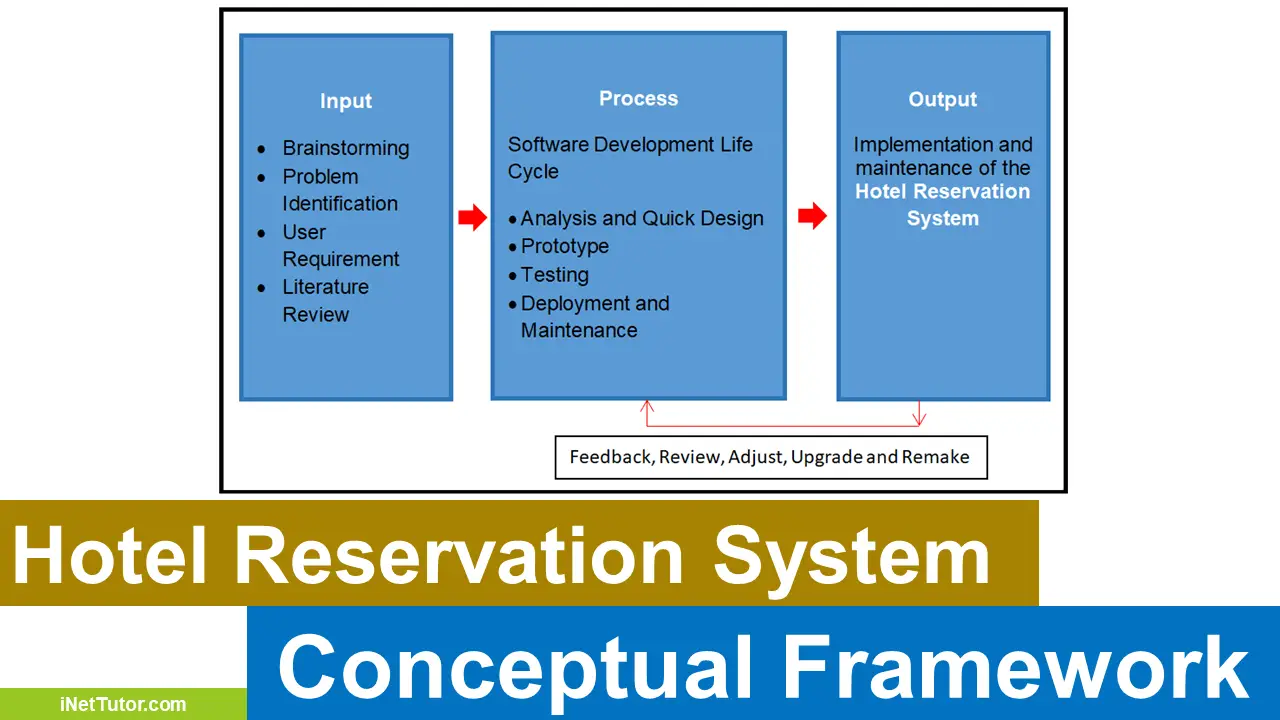 Input
• Brainstorming
• Problem
Identification
• User
Requirement
• Literature
Review
Process
Software Development Life
Cycle
• Analysis and Quick Design
• Prototype
• Testing
• Deployment and
Maintenance
Output
Implementation and
maintenance of the
Hotel Reservation
System
Feedback, Review, Adjust, Upgrade and Remake
Hotel Reservation System
Conceptual Framework
iNetTutor.com